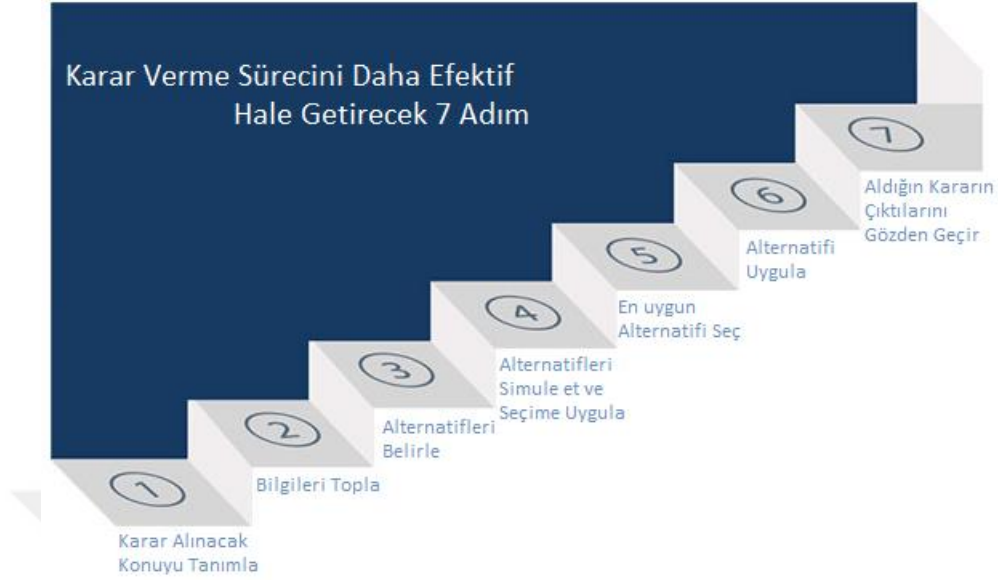 Karar Verme Sürecini Daha Efektif
Hale Getirecek 7 Adım
1
Karar Alınacak
Konuyu Tanımla
2
Bilgileri Topla
3
Alternatifleri
Belirle
4
Alternatifleri
Simule et ve
Seçime Uygula
5
En uygun
Alternatifi Seç
6
Alternatifi
Uygula
7
Aldığın Kararın
Çıktılarını
Gözden Geçir